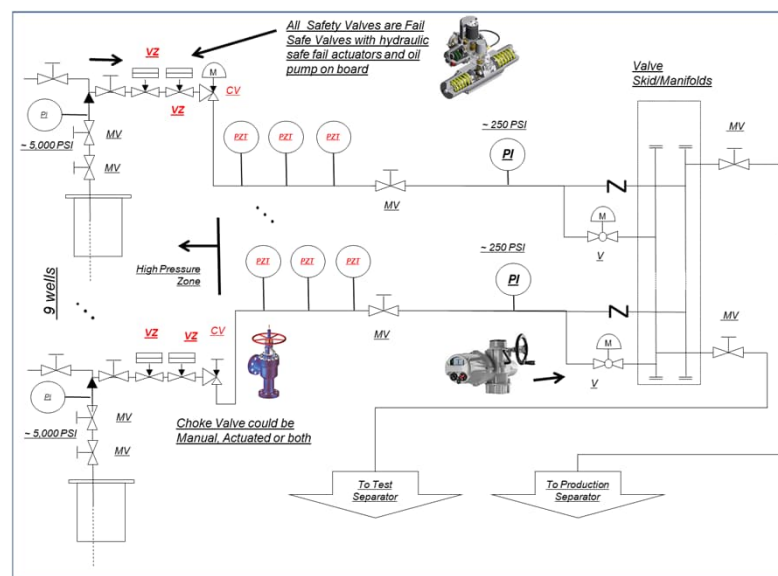 All Safety Valves are Fail
Safe Valves with hydraulic
safe fail actuators and oil
pump on board
VZ
M
CV
VZ
PI
MV
~ 5,000 PSI
MV
PZT
PZT
PZT
MV
~ 250 PSI
PI
M
V
Valve
Skid/Manifolds
MV
High Pressure
Zone
9 wells
PZT
PZT
PZT
MV
~ 250 PSI
PI
M
V
MV
VZ
VZ
CV
PI
~ 5,000 PSI
MV
MV
Choke Valve could be
Manual, Actuated or both
To Test
Separator
To Production
Separator